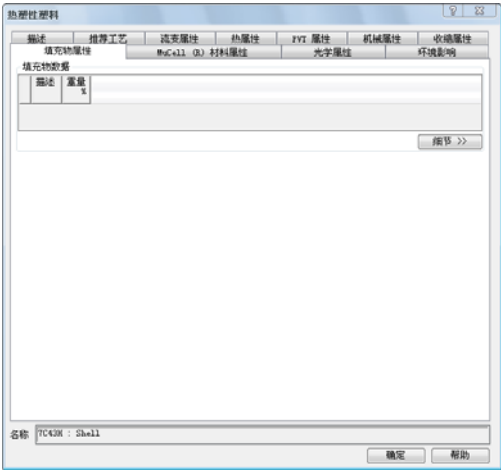 热塑性塑料
描述 推荐工艺 流变属性 热属性 PVT 属性 机械属性 收缩属性
填充物属性 MuCell (R) 材料属性 光学属性 环境影响
填充物数据
描述 重量
%
细节 >>
名称 TC43M : Shell
确定 帮助